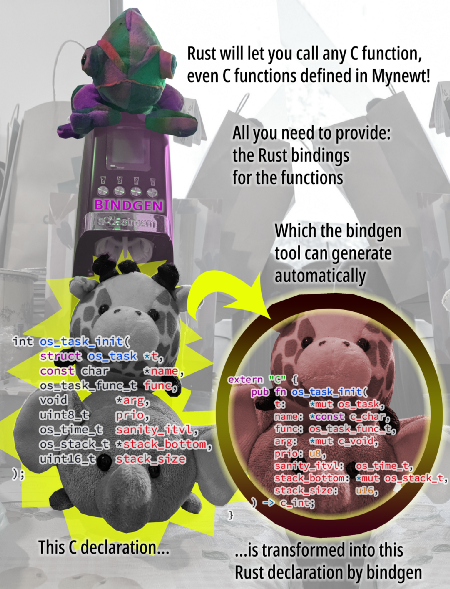 Rust will let you call any C function,
even C functions defined in Mynewt!
All you need to provide:
the Rust bindings
for the functions
BINDGEN
Which the bindgen
tool can generate
automatically
int os_task_init(
struct os_task *t,
const char *name,
os_task_func_t func,
void *arg,
uint8_t prio,
os_time_t sanity_itvl,
os_stack_t *stack_bottom,
uint16_t stack_size
);
extern "C" {
pub fn os_task_init(
t: *mut os_task,
name: *const c_char,
func: os_task_func_t,
arg: *mut c_void,
prio: u8,
sanity_itvl: os_time_t,
stack_bottom: *mut os_stack_t,
stack_size: u16,
) -> c_int;
}
This C declaration...
...is transformed into this
Rust declaration by bindgen